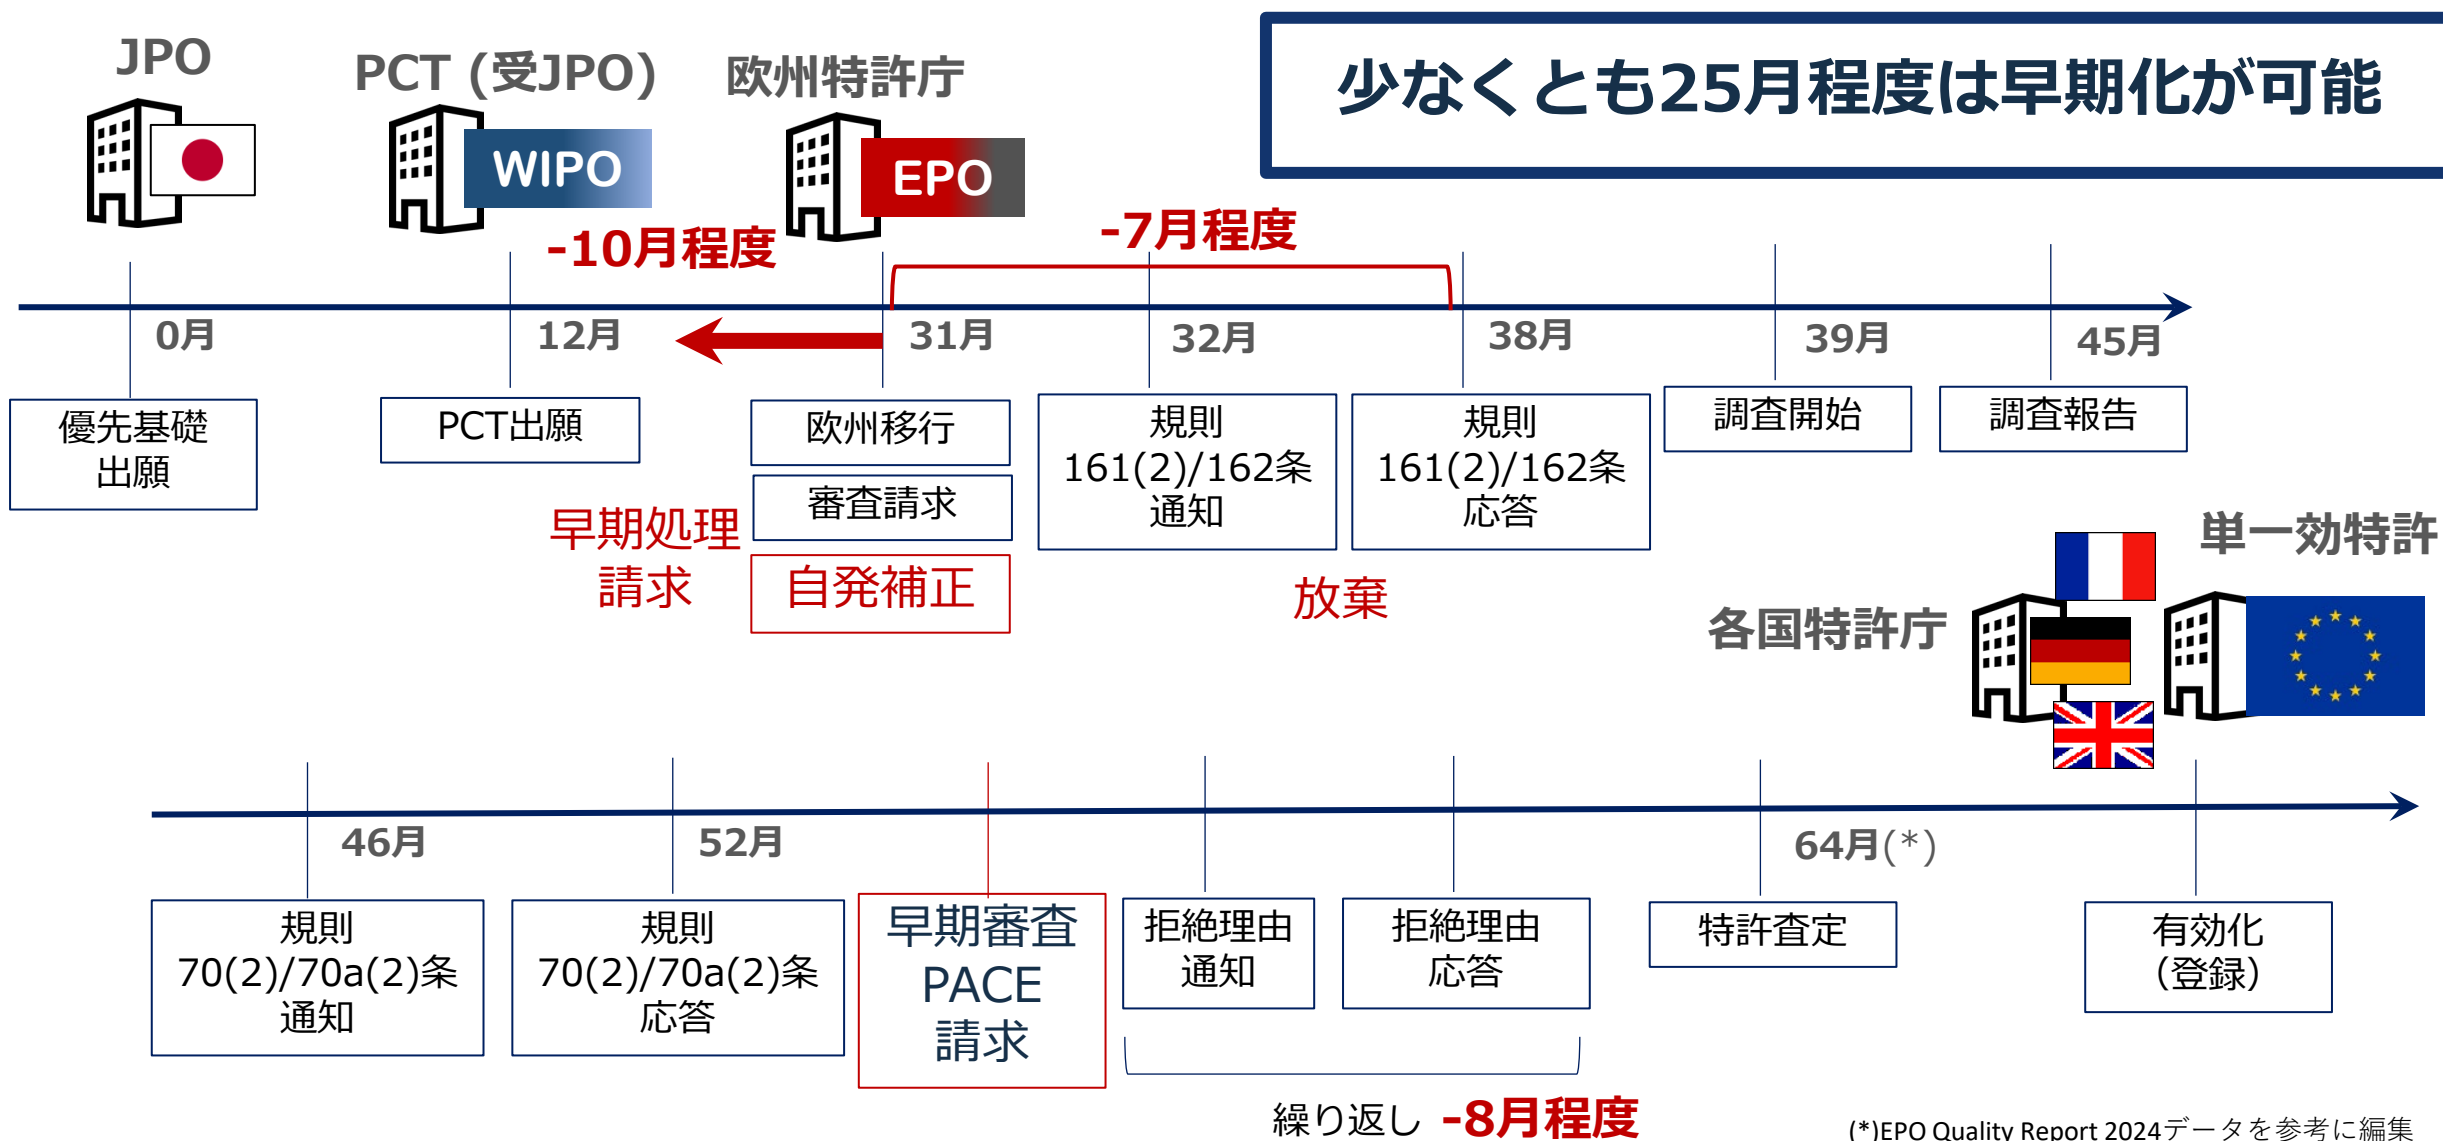 少なくとも25月程度は早期化が可能
JPO
PCT (受JPO)
欧州特許庁
WIPO
EPO
-10月程度
-7月程度
0月
12月
31月
32月
38月
39月
45月
優先基礎
出願
PCT出願
欧州移行
審査請求
自発補正
早期処理
請求
規則
161(2)/162条
通知
規則
161(2)/162条
応答
放棄
調査開始
調査報告
単一効特許
各国特許庁
46月
52月
64月(*)
規則
70(2)/70a(2)条
通知
規則
70(2)/70a(2)条
応答
早期審査
PACE
請求
拒絶理由
通知
拒絶理由
応答
特許査定
有効化
（登録）
繰り返し -8月程度
(*)EPO Quality Report 2024データを参考に編集